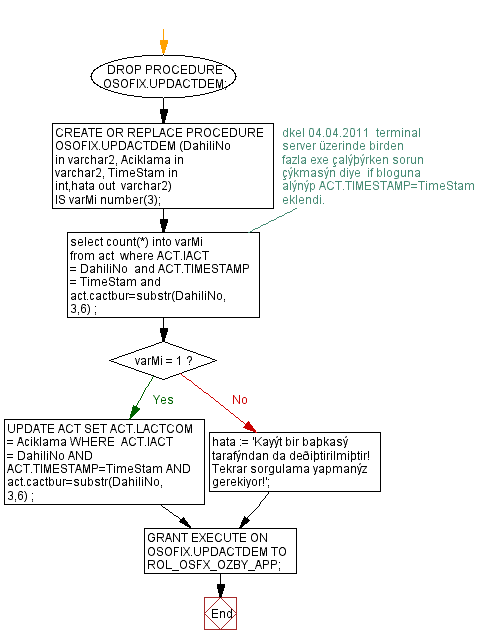 DROP PROCEDURE
OSOFIX.UPDACTDEM;
CREATE OR REPLACE PROCEDURE
OSOFIX.UPDACTDEM (DahiliNo
in varchar2, Aciklama in
varchar2, TimeStam in
int,hata out varchar2)
IS varMi number(3);
dkel 04.04.2011 terminal
server üzerinde birden
fazla exe çalýþýrken sorun
çýkmasýn diye if bloguna
alýnýp ACT.TIMESTAMP=TimeStam
eklendi.
select count(*) into varMi
from act where ACT.IACT
= DahiliNo and ACT.TIMESTAMP
= TimeStam and
act.cactbur=substr(DahiliNo,
3,6) ;
varMi = 1 ?
Yes
No
UPDATE ACT SET ACT.LACTCOM
= Aciklama WHERE ACT.IACT
= DahiliNo AND
ACT.TIMESTAMP=TimeStam AND
act.cactbur=substr(DahiliNo,
3,6) ;
hata := 'Kayýt bir baþkasý
tarafýndan da deðiþtirilmiþtir!
Tekrar sorgulama yapmanýz
gerekiyor!';
GRANT EXECUTE ON
OSOFIX.UPDACTDEM TO
ROL_OSFX_OZBY_APP;
End